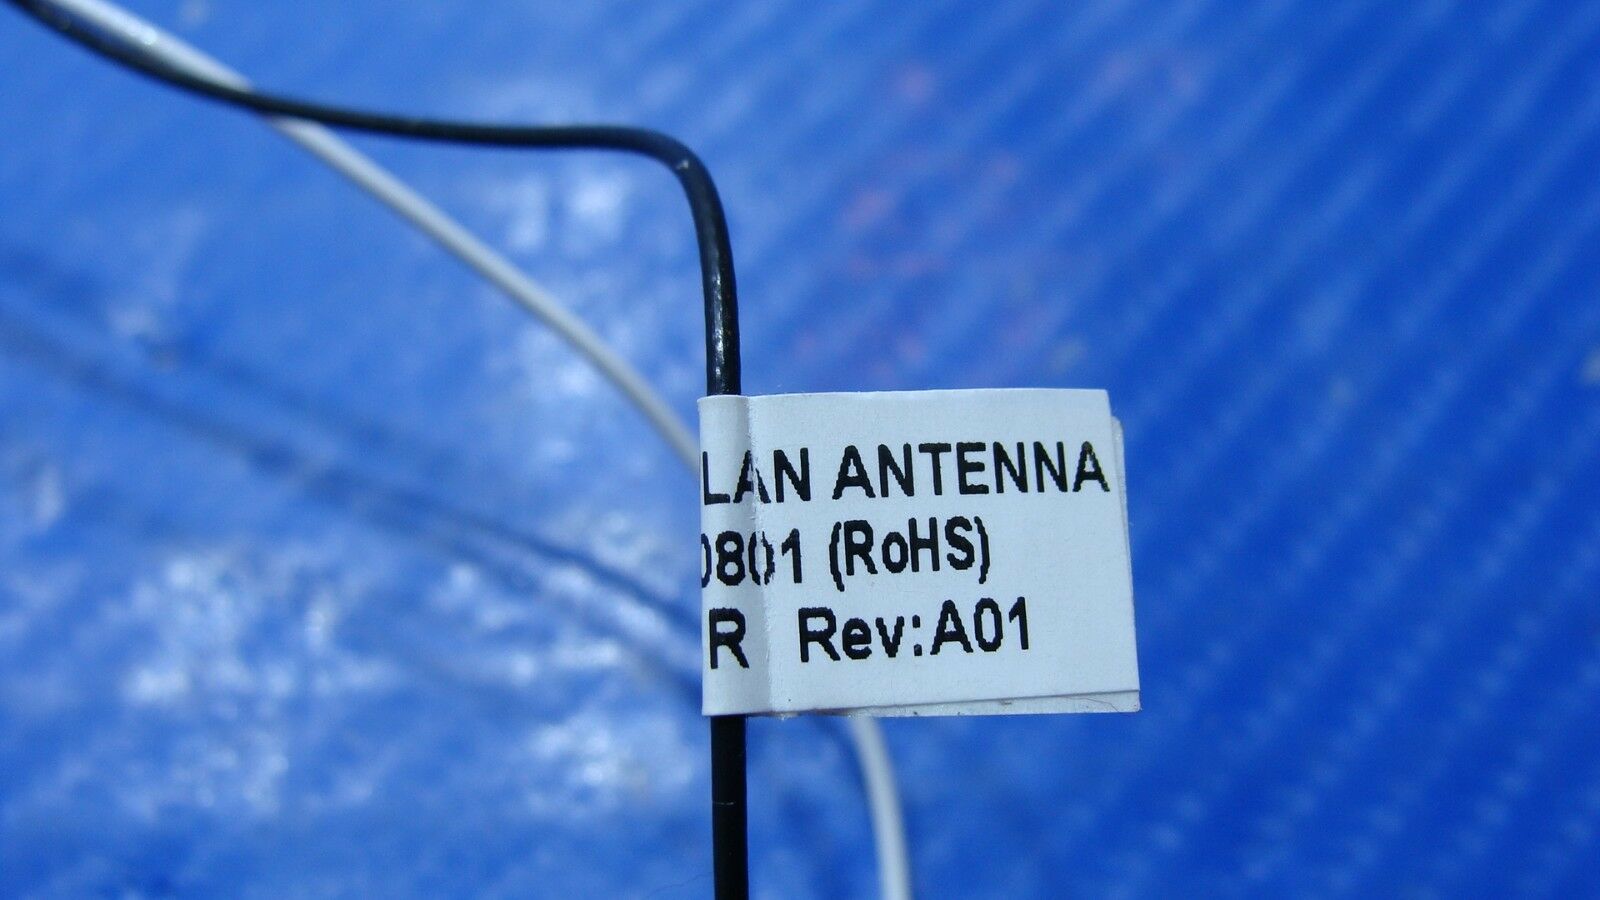 LAN ANTENNA
0801 (RoHS)
R Rev:A01